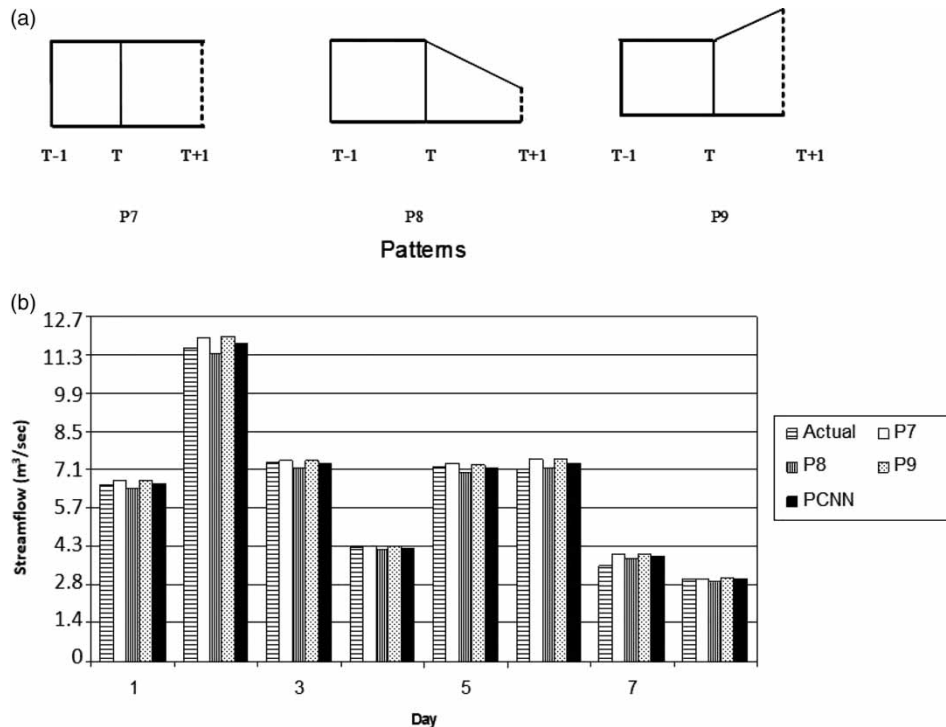 (a)
T-1 T T+1 T-1 T T+1 T-1 T T+1
P7 P8 P9
Patterns
(b)
Streamflow (m³/sec)
12.7
11.3
9.9
8.5
7.1
5.7
4.3
2.8
1.4
0
1 3 5 7
Day
Actual P7
P8 P9
PCNN